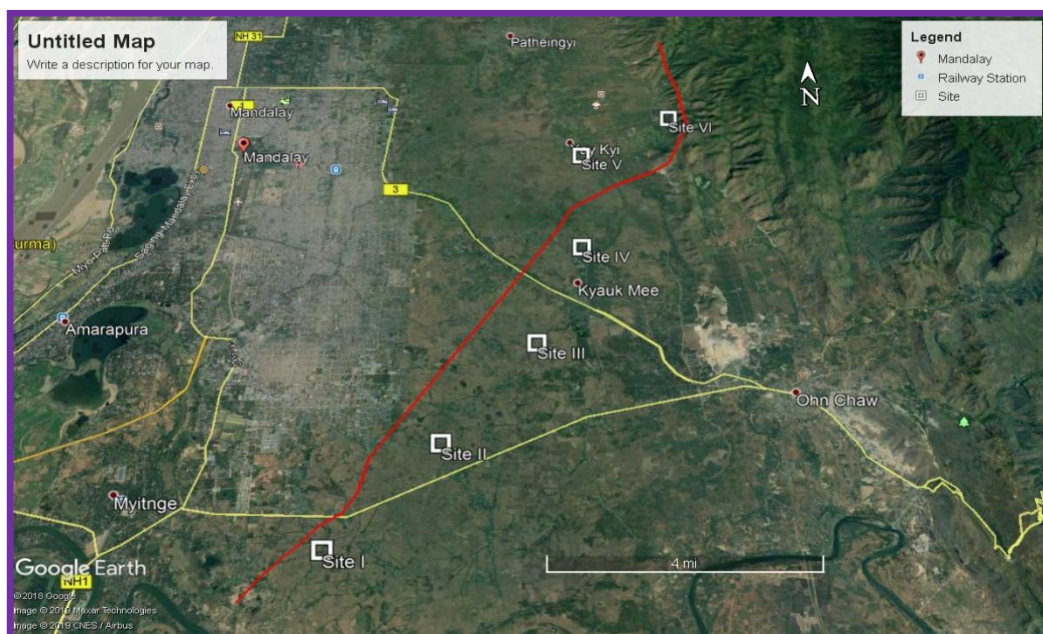 Untitled Map
Write a description for your map.
Legend
Mandalay
Railway Station
Site
N
NH 31
Patheingyi
4
Mandalay
Mandalay
Site VI
Site V
3
urma)
Site IV
Kyauk Mee
Amarapura
Site III
Ohn Chaw
Site II
Myitnge
Site I
4 mi
Google Earth
NH1
©2018 Google
Image © 2019 Maxar Technologies
Image © 2019 CNES / Airbus